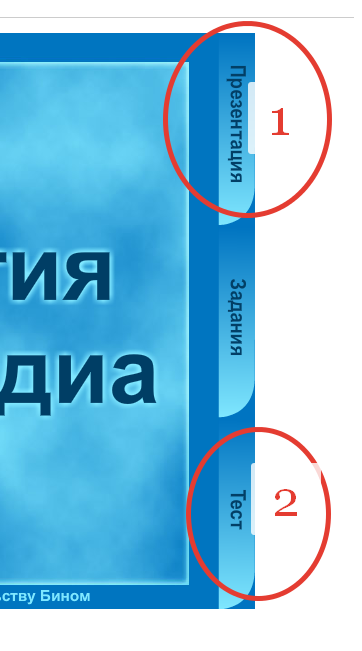 Презентация
1
тия
Задания
диа
Тест
2
ству Бином